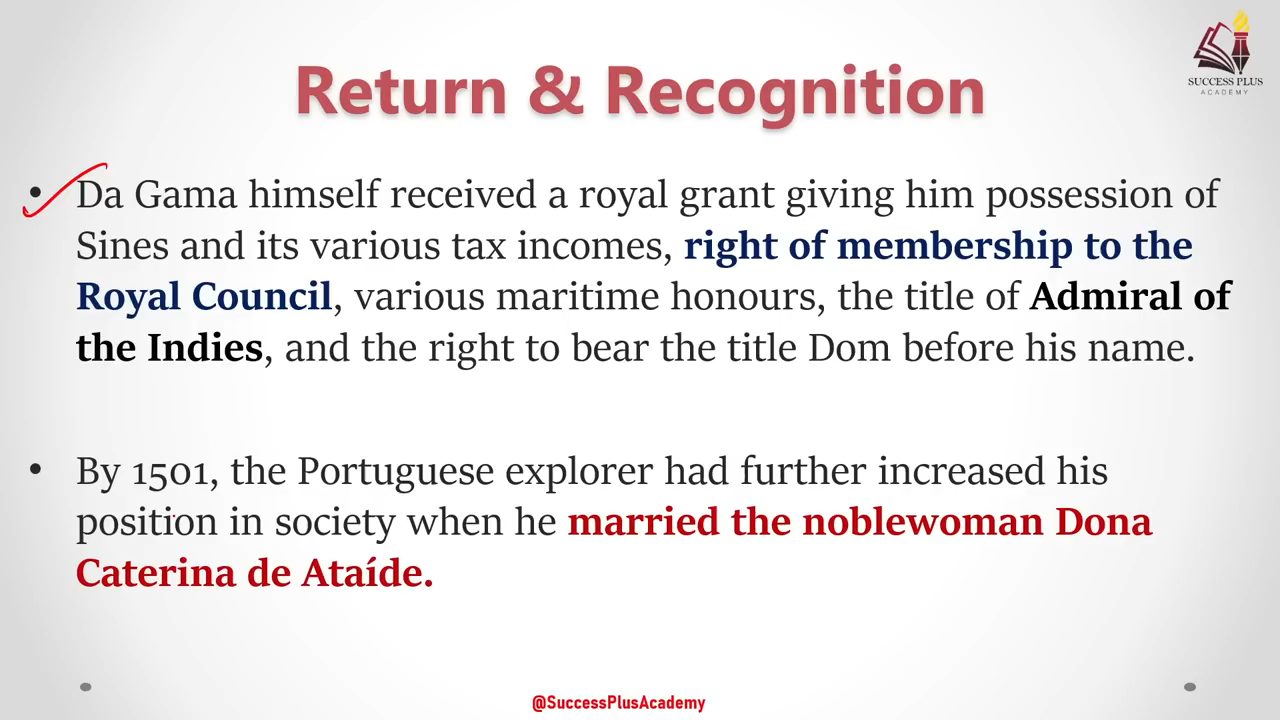 SUCCESS PLUS
ACADEMY
Return & Recognition
• Da Gama himself received a royal grant giving him possession of
Sines and its various tax incomes, right of membership to the
Royal Council, various maritime honours, the title of Admiral of
the Indies, and the right to bear the title Dom before his name.
• By 1501, the Portuguese explorer had further increased his
position in society when he married the noblewoman Dona
Caterina de Ataíde.
@SuccessPlusAcademy